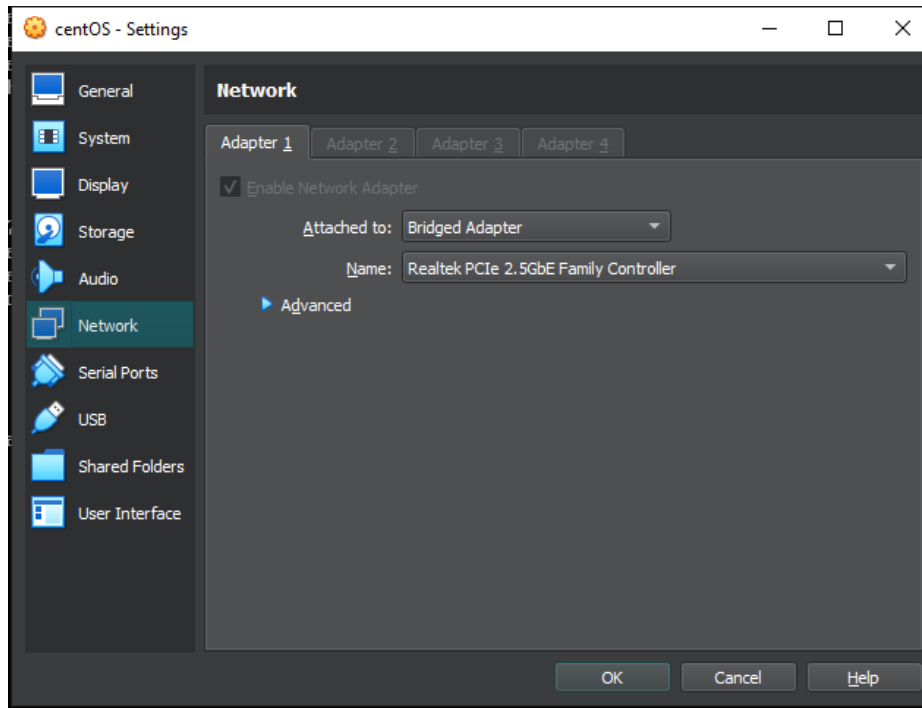 centOS - Settings
General
System
Display
Storage
Audio
Network
Serial Ports
USB
Shared Folders
User Interface
Network
Adapter 1 Adapter 2 Adapter 3 Adapter 4
Enable Network Adapter
Attached to: Bridged Adapter
Name: Realtek PCIe 2.5GbE Family Controller
Advanced
OK Cancel Help